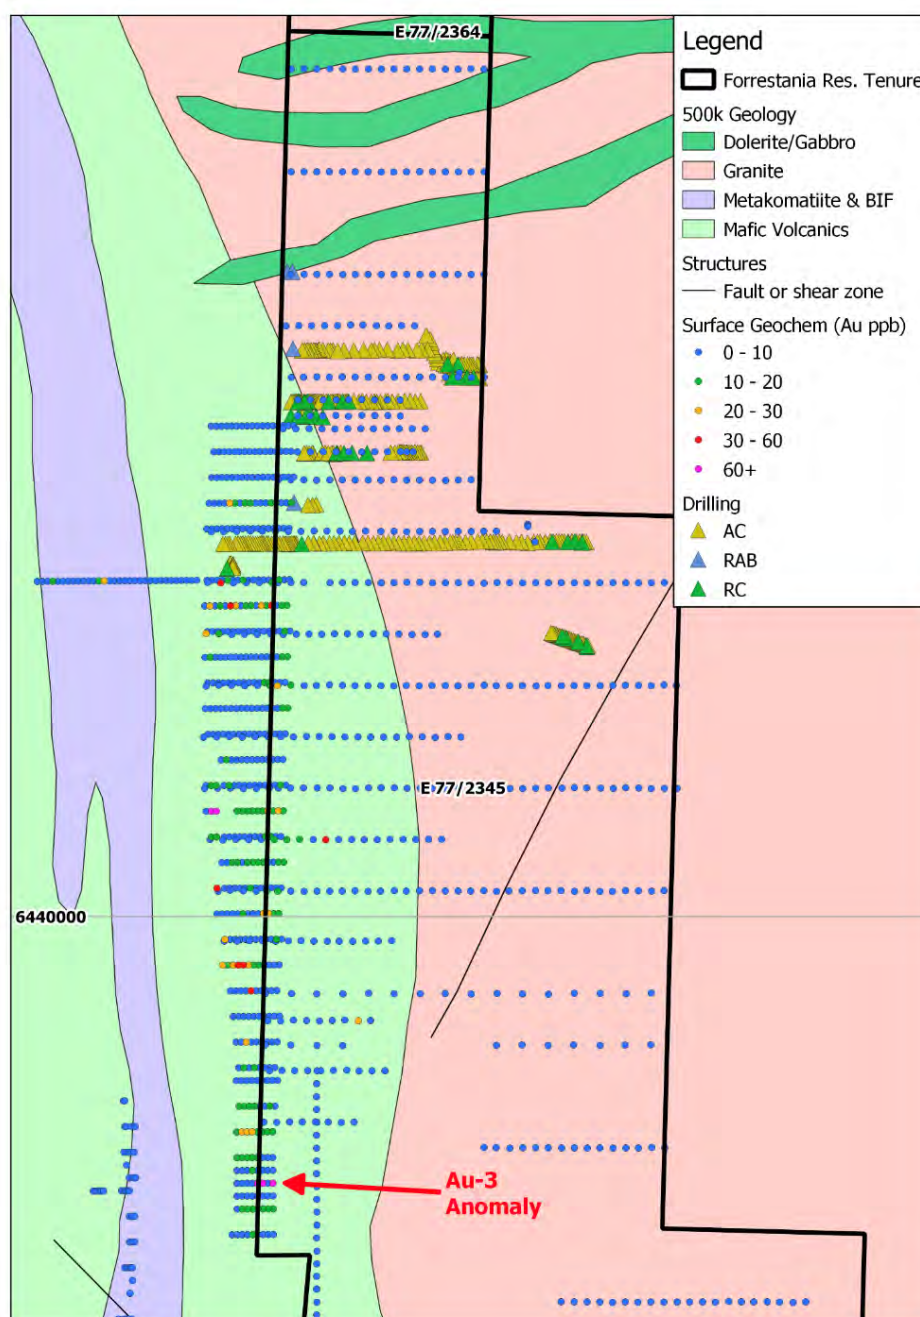 E 77/2364
Legend
Forrestania Res. Tenure
500k Geology
Dolerite/Gabbro
Granite
Metakomatiite & BIF
Mafic Volcanics
Structures
Fault or shear zone
Surface Geochem (Au ppb)
0 - 10
10 - 20
20 - 30
30 - 60
60+
Drilling
AC
RAB
RC
E 77/2345
6440000
Au-3
Anomaly